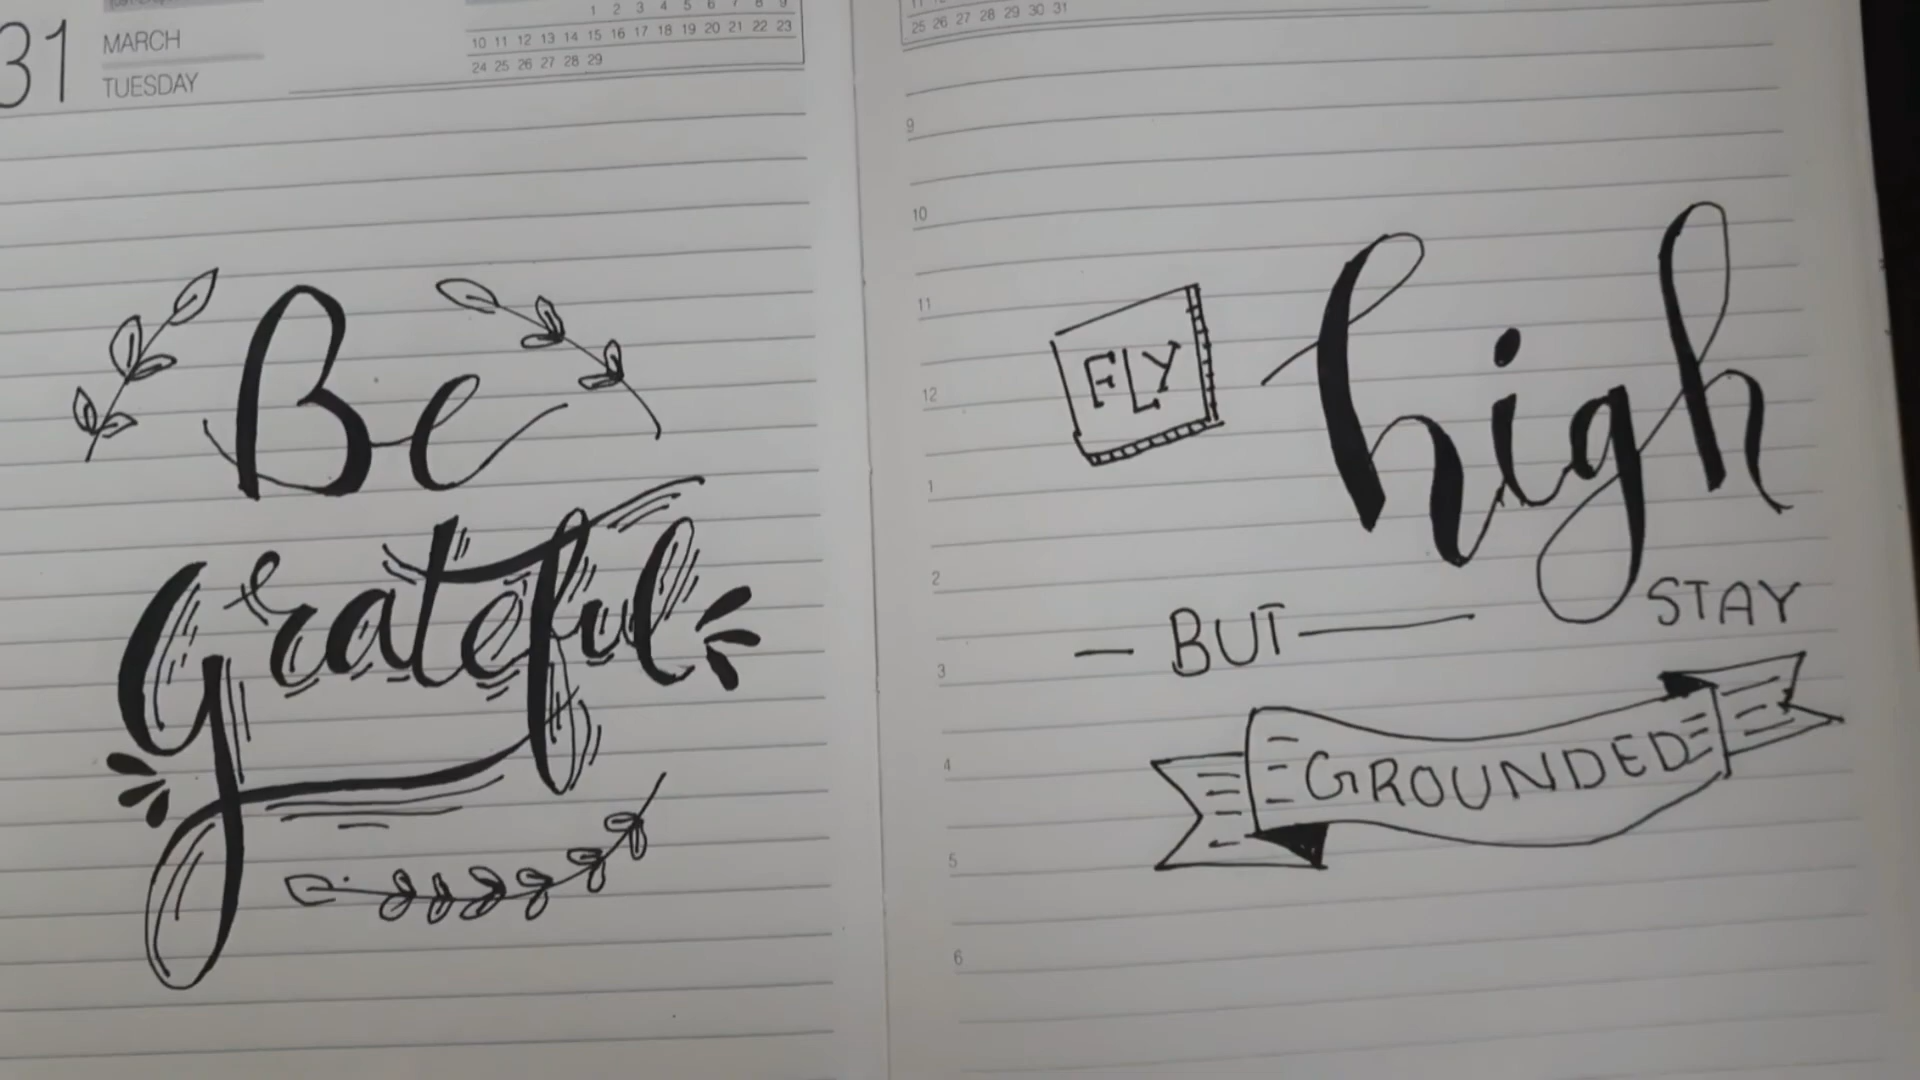 31
MARCH
TUESDAY
1 2 3 4 5 6 7 8 9
10 11 12 13 14 15 16 17 18 19 20 21 22 23
24 25 26 27 28 29
Be
grateful
25 26 27 28 29 30 31
9
10
11
12
1
2
3
4
5
6
FLY high
BUT STAY
GROUNDED